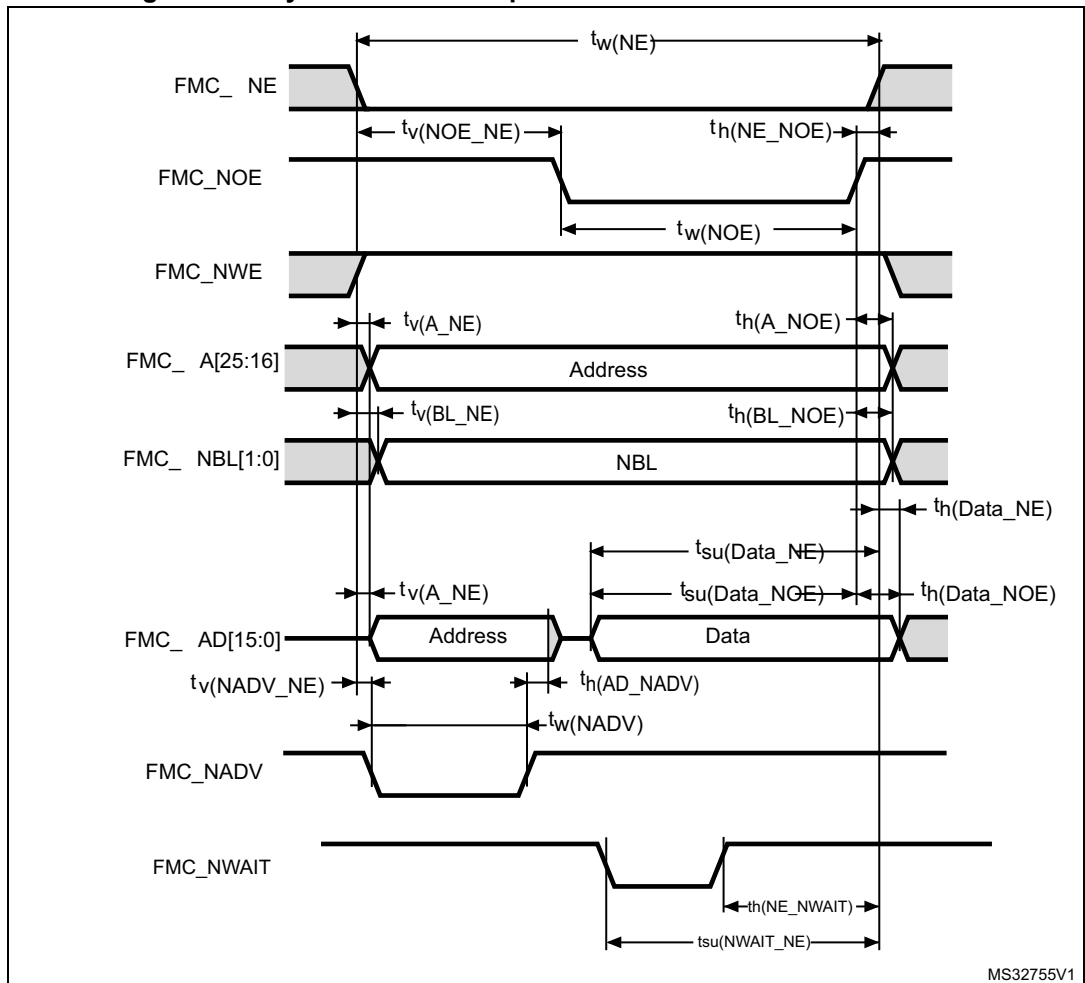 tw(NE)
FMC_ NE
tv(NOE_NE)
th(NE_NOE)
FMC_NOE
tw(NOE)
FMC_NWE
tv(A_NE)
th(A_NOE)
FMC_ A[25:16]
Address
tv(BL_NE)
th(BL_NOE)
FMC_ NBL[1:0]
NBL
th(Data_NE)
tsu(Data_NE)
tv(A_NE)
tsu(Data_NOE)
th(Data_NOE)
FMC_ AD[15:0]
Address
Data
tv(NADV_NE)
th(AD_NADV)
tw(NADV)
FMC_NADV
FMC_NWAIT
th(NE_NWAIT)
tsu(NWAIT_NE)
MS32755V1